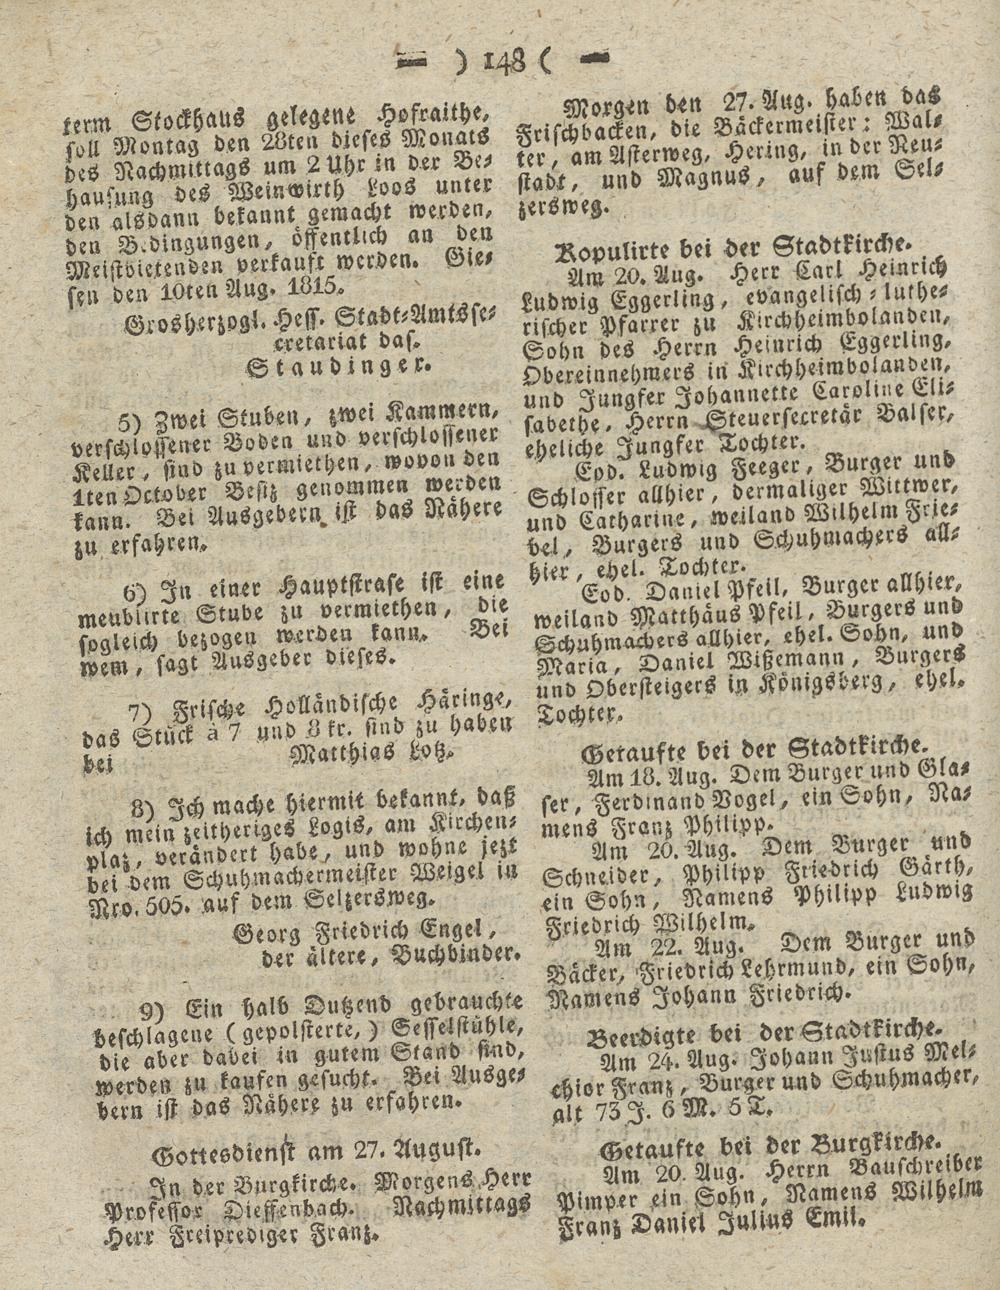 ) 148 (
term Stockhaus gelegene Hofraithe,
soll Montag den 28ten dieses Monats
des Nachmittags um 2 Uhr in der Be-
hausung des Weinwirth Loos unter
den alsdann bekannt gemacht werden,
den Bedingungen, öffentlich an den
Meistbietenden verkauft werden. Gie-
sen den 10ten Aug. 1815.
Grosherzogl. Hess. Stadt-Amtsse-
cretariat das.
Staudinger.
5) Zwei Stuben, zwei Kammern,
verschlossener Boden und verschlossener
Keller, sind zu vermiethen, wovon den
1ten October Besiz genommen werden
kann. Bei Ausgebern ist das Nähere
zu erfahren.
6) In einer Hauptstrase ist eine
meublirte Stube zu vermiethen, die
sogleich bezogen werden kann. Bei
wem, sagt Ausgeber dieses.
7) Frische Holländische Häringe,
das Stück à 7 und 8 kr. sind zu haben
bei Matthias Lotz.
8) Ich mache hiermit bekannt, daß
ich mein zeitheriges Logis, am Kirchen-
plaz, verändert habe, und wohne jezt
bei dem Schuhmachermeister Weigel in
Nro. 505. auf dem Selzersweg.
Georg Friedrich Engel,
der ältere, Buchbinder.
9) Ein halb Dutzend gebrauchte
beschlagene (gepolsterte,) Sesselstühle,
die aber dabei in gutem Stand sind,
werden zu kaufen gesucht. Bei Ausge-
bern ist das Nähere zu erfahren.
Gottesdienst am 27. August.
In der Burgkirche. Morgens Herr
Professor Dieffenbach. Nachmittags
Herr Freiprediger Franz.
Morgen den 27. Aug. haben das
Frischbacken, die Bäckermeister: Wal-
ter, am Asterweg, Hering, in der Neu-
stadt, und Magnus, auf dem Sel-
zersweg.
Kopulirte bei der Stadtkirche.
Am 20. Aug. Herr Carl Heinrich
Ludwig Eggerling, evangelisch-luthe-
rischer Pfarrer zu Kirchheimbolanden,
Sohn des Herrn Heinrich Eggerling,
Obereinnehmers in Kirchheimbolanden,
und Jungfer Johannette Caroline Eli-
sabethe, Herrn Steuersecretär Balser,
eheliche Jungfer Tochter.
Eod. Ludwig Feeger, Burger und
Schlosser allhier, dermaliger Wittwer,
und Catharine, weiland Wilhelm Frie-
bel, Burgers und Schuhmachers all-
hier, ehel. Tochter.
Eod. Daniel Pfeil, Burger allhier,
weiland Matthäus Pfeil, Burgers und
Schuhmachers allhier, ehel. Sohn, und
Maria, Daniel Wißemann, Burgers
und Obersteigers in Königsberg, ehel.
Tochter.
Getaufte bei der Stadtkirche.
Am 18. Aug. Dem Burger und Gla-
ser, Ferdinand Vogel, ein Sohn, Na-
mens Franz Philipp.
Am 20. Aug. Dem Burger und
Schneider, Philipp Friedrich Gärth,
ein Sohn, Namens Philipp Ludwig
Friedrich Wilhelm.
Am 22. Aug. Dem Burger und
Bäcker, Friedrich Lehrmund, ein Sohn,
Namens Johann Friedrich.
Beerdigte bei der Stadtkirche.
Am 24. Aug. Johann Justus Mel-
chior Franz, Burger und Schuhmacher,
alt 73 J. 6 M. 5 T.
Getaufte bei der Burgkirche.
Am 20. Aug. Herrn Bauschreiber
Pimper ein Sohn, Namens Wilhelm
Franz Daniel Julius Emil.